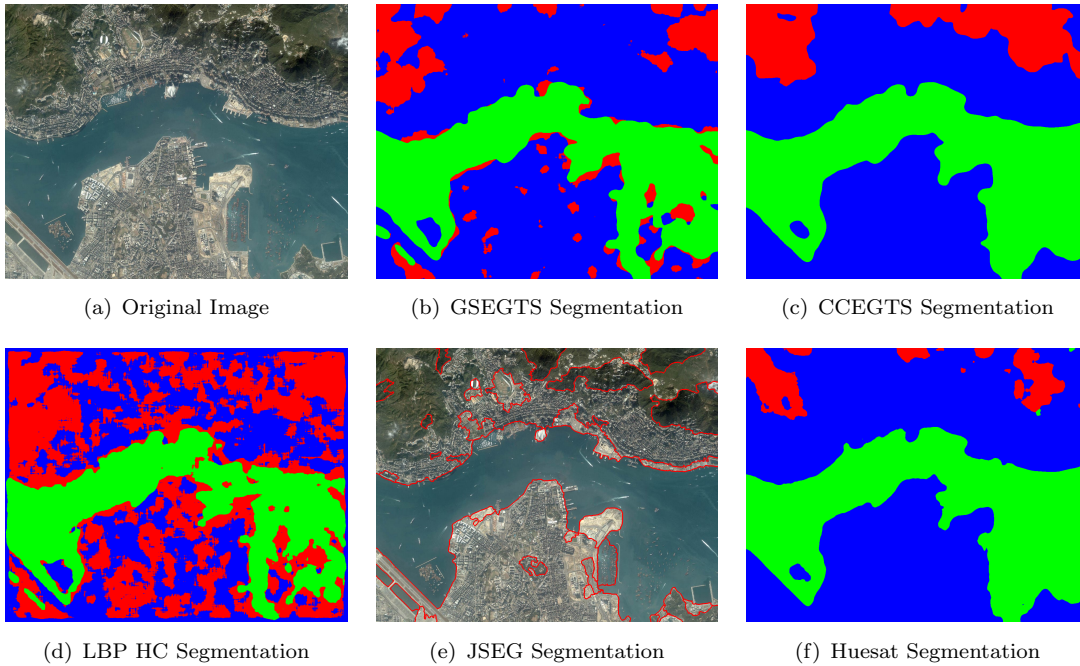 (a) Original Image
(b) GSEGTS Segmentation
(c) CCEGTS Segmentation
(d) LBP HC Segmentation
(e) JSEG Segmentation
(f) Huesat Segmentation